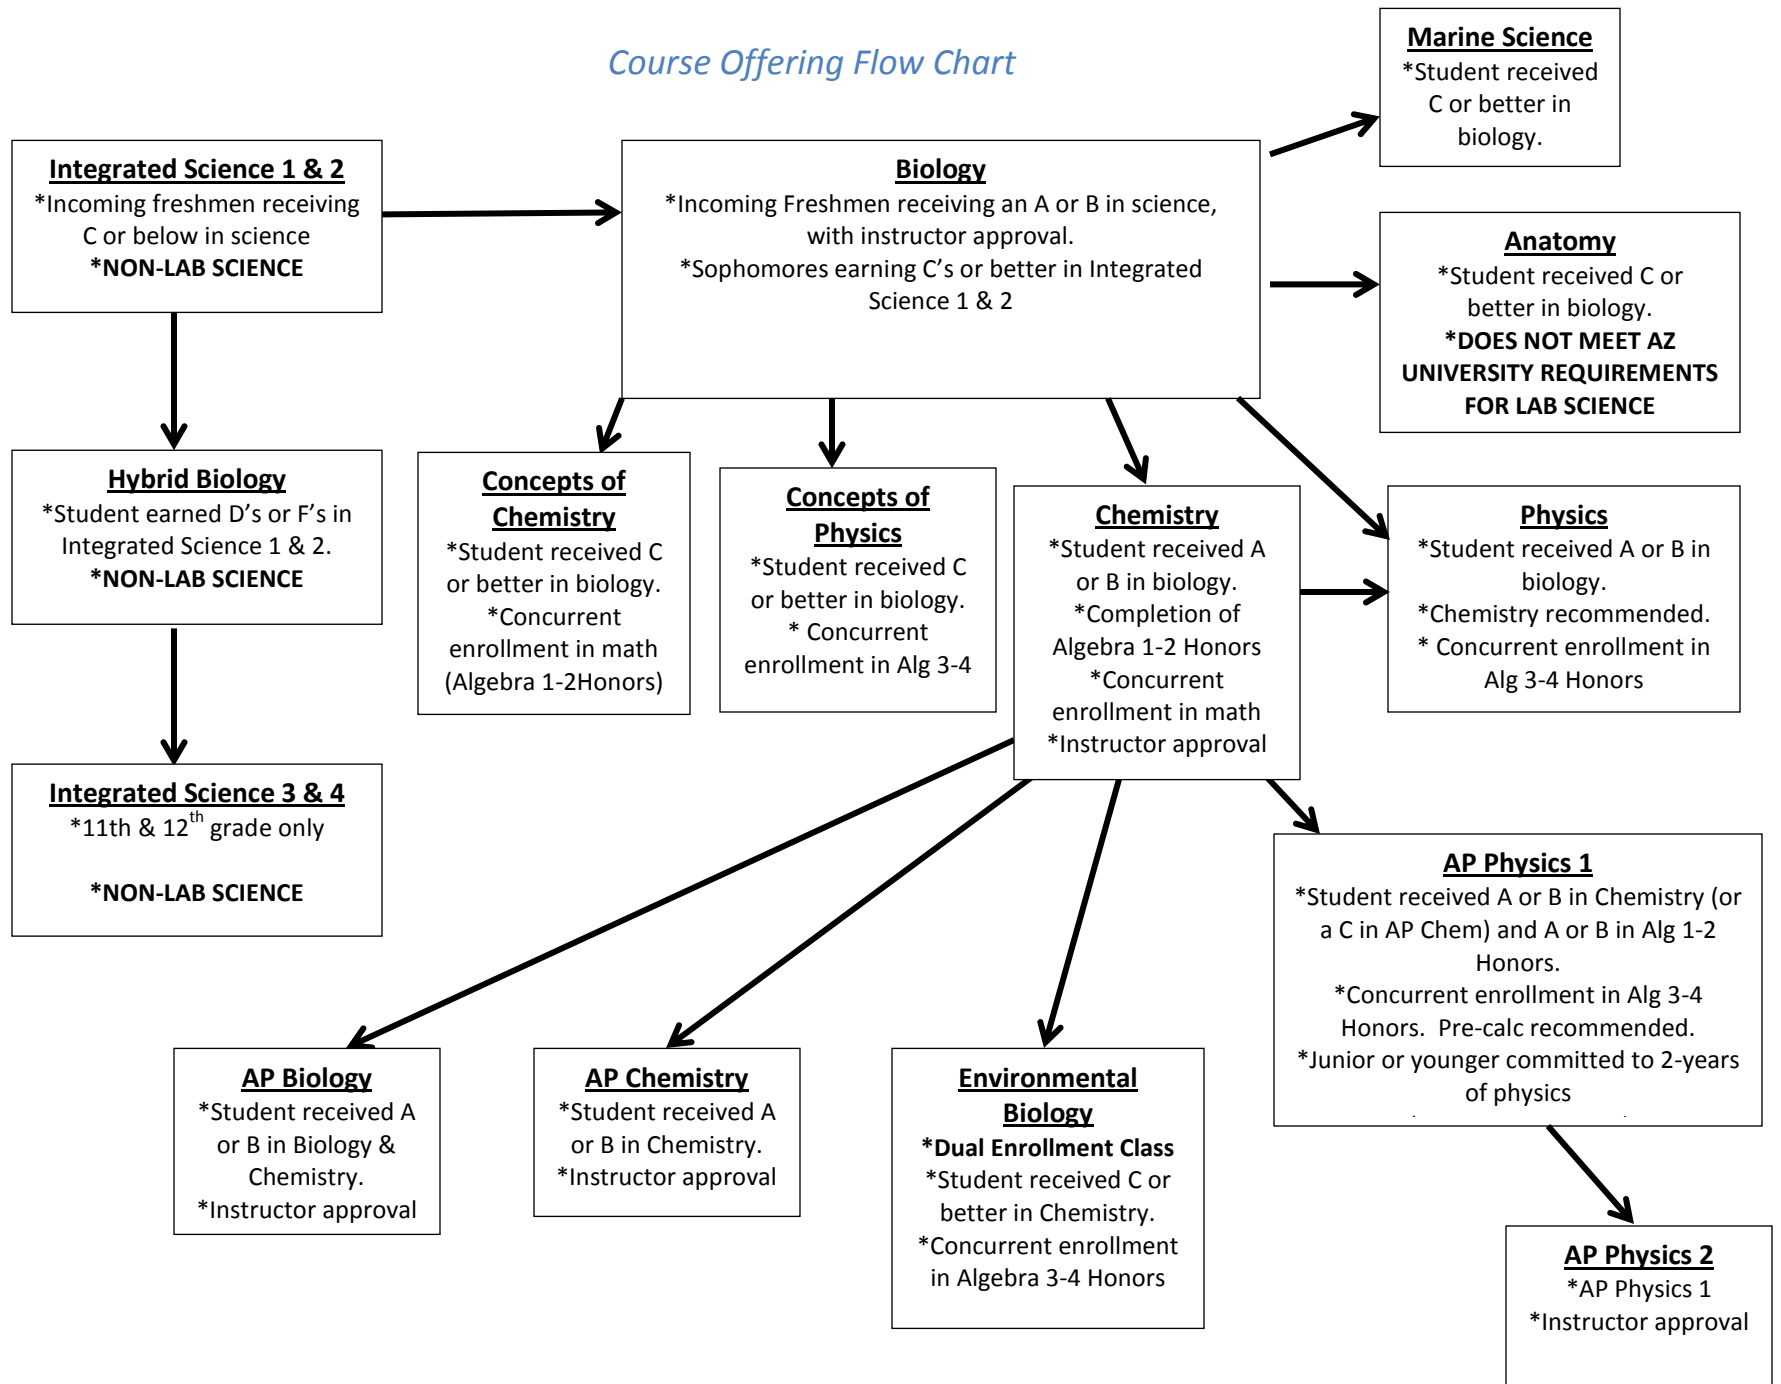 Course Offering Flow Chart
Marine Science
*Student received
C or better in
biology.
Integrated Science 1 & 2
*Incoming freshmen receiving
C or below in science
*NON-LAB SCIENCE
Biology
*Incoming Freshmen receiving an A or B in science,
with instructor approval.
*Sophomores earning C’s or better in Integrated
Science 1 & 2
Anatomy
*Student received C or
better in biology.
*DOES NOT MEET AZ
UNIVERSITY REQUIREMENTS
FOR LAB SCIENCE
Hybrid Biology
*Student earned D’s or F’s in
Integrated Science 1 & 2.
*NON-LAB SCIENCE
Concepts of
Chemistry
*Student received C
or better in biology.
*Concurrent
enrollment in math
(Algebra 1-2Honors)
Concepts of
Physics
*Student received C
or better in biology.
* Concurrent
enrollment in Alg 3-4
Chemistry
*Student received A
or B in biology.
*Completion of
Algebra 1-2 Honors
*Concurrent
enrollment in math
*Instructor approval
Physics
*Student received A or B in
biology.
*Chemistry recommended.
* Concurrent enrollment in
Alg 3-4 Honors
Integrated Science 3 & 4
*11th & 12th grade only
*NON-LAB SCIENCE
AP Physics 1
*Student received A or B in Chemistry (or
a C in AP Chem) and A or B in Alg 1-2
Honors.
*Concurrent enrollment in Alg 3-4
Honors.  Pre-calc recommended.
*Junior or younger committed to 2-years
of physics
AP Biology
*Student received A
or B in Biology &
Chemistry.
*Instructor approval
AP Chemistry
*Student received A
or B in Chemistry.
*Instructor approval
Environmental
Biology
*Dual Enrollment Class
*Student received C or
better in Chemistry.
*Concurrent enrollment
in Algebra 3-4 Honors
AP Physics 2
*AP Physics 1
*Instructor approval